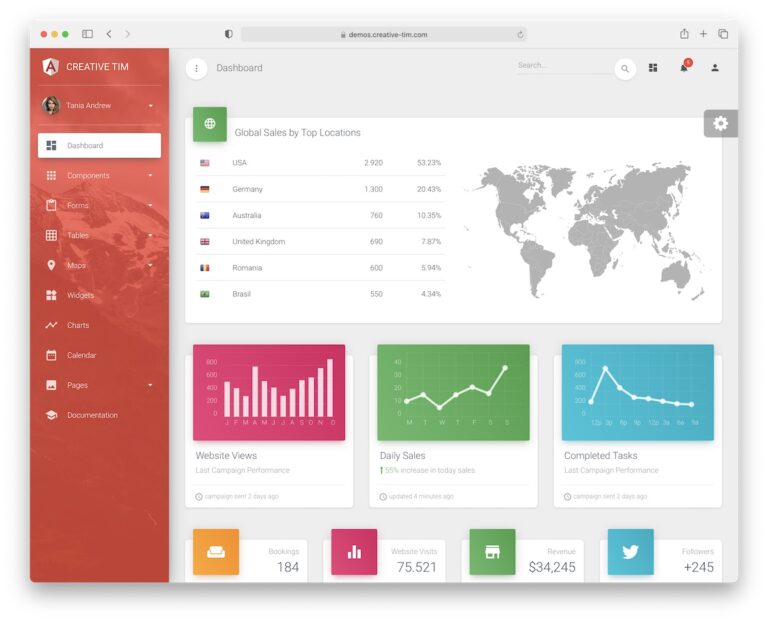 demos.creative-tim.com
CREATIVE TIM
Tania Andrew
Dashboard
Components
Forms
Tables
Maps
Widgets
Charts
Calendar
Pages
Documentation
Dashboard
Search...
5
Global Sales by Top Locations
USA 2.920 53.23%
Germany 1.300 20.43%
Australia 760 10.35%
United Kingdom 690 7.87%
Romania 600 5.94%
Brasil 550 4.34%
800
600
400
200
0
J F M A M J J A S O N D
Website Views
Last Campaign Performance
campaign sent 2 days ago
40
30
20
10
0
M T W T F S S
Daily Sales
55% increase in today sales.
updated 4 minutes ago
800
600
400
200
0
12p 3p 6p 9p 12p 3a 6a 9a
Completed Tasks
Last Campaign Performance
campaign sent 2 days ago
Bookings
184
Website Visits
75.521
Revenue
$34,245
Followers
+245